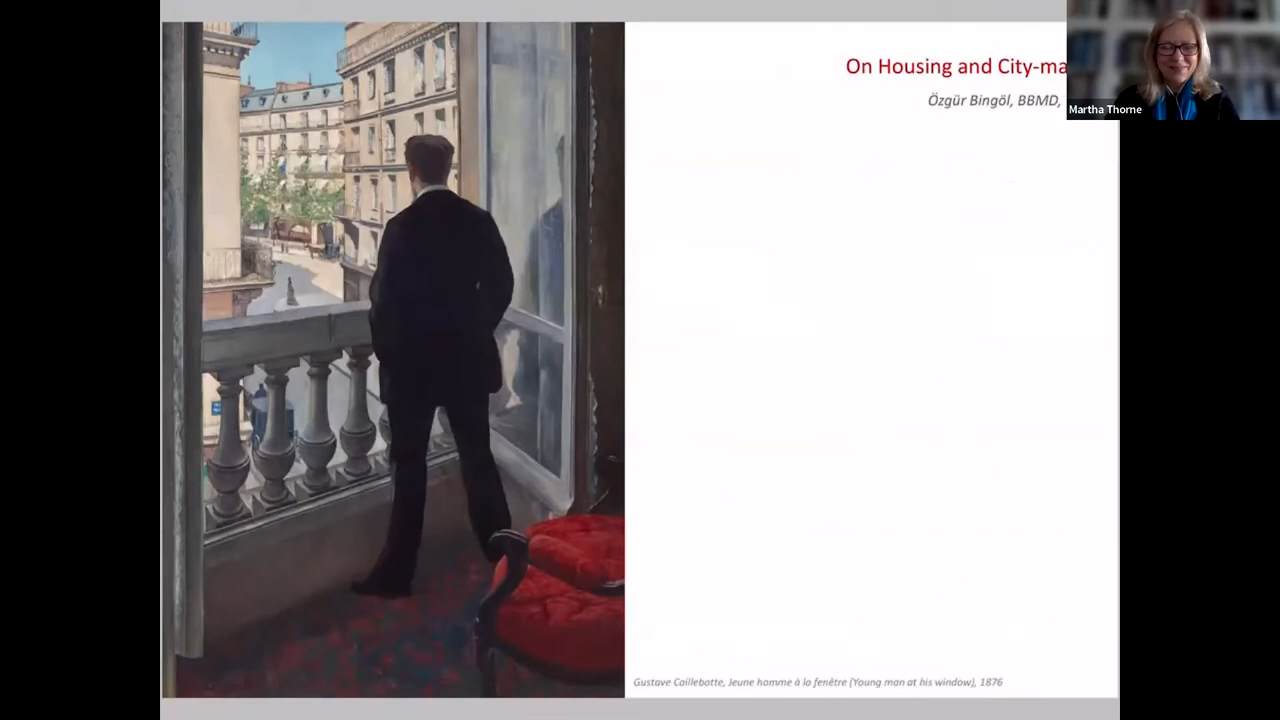 On Housing and City-ma
Özgür Bingöl, BBMD,
Martha Thorne
Gustave Caillebotte, Jeune homme à la fenêtre (Young man at his window), 1876